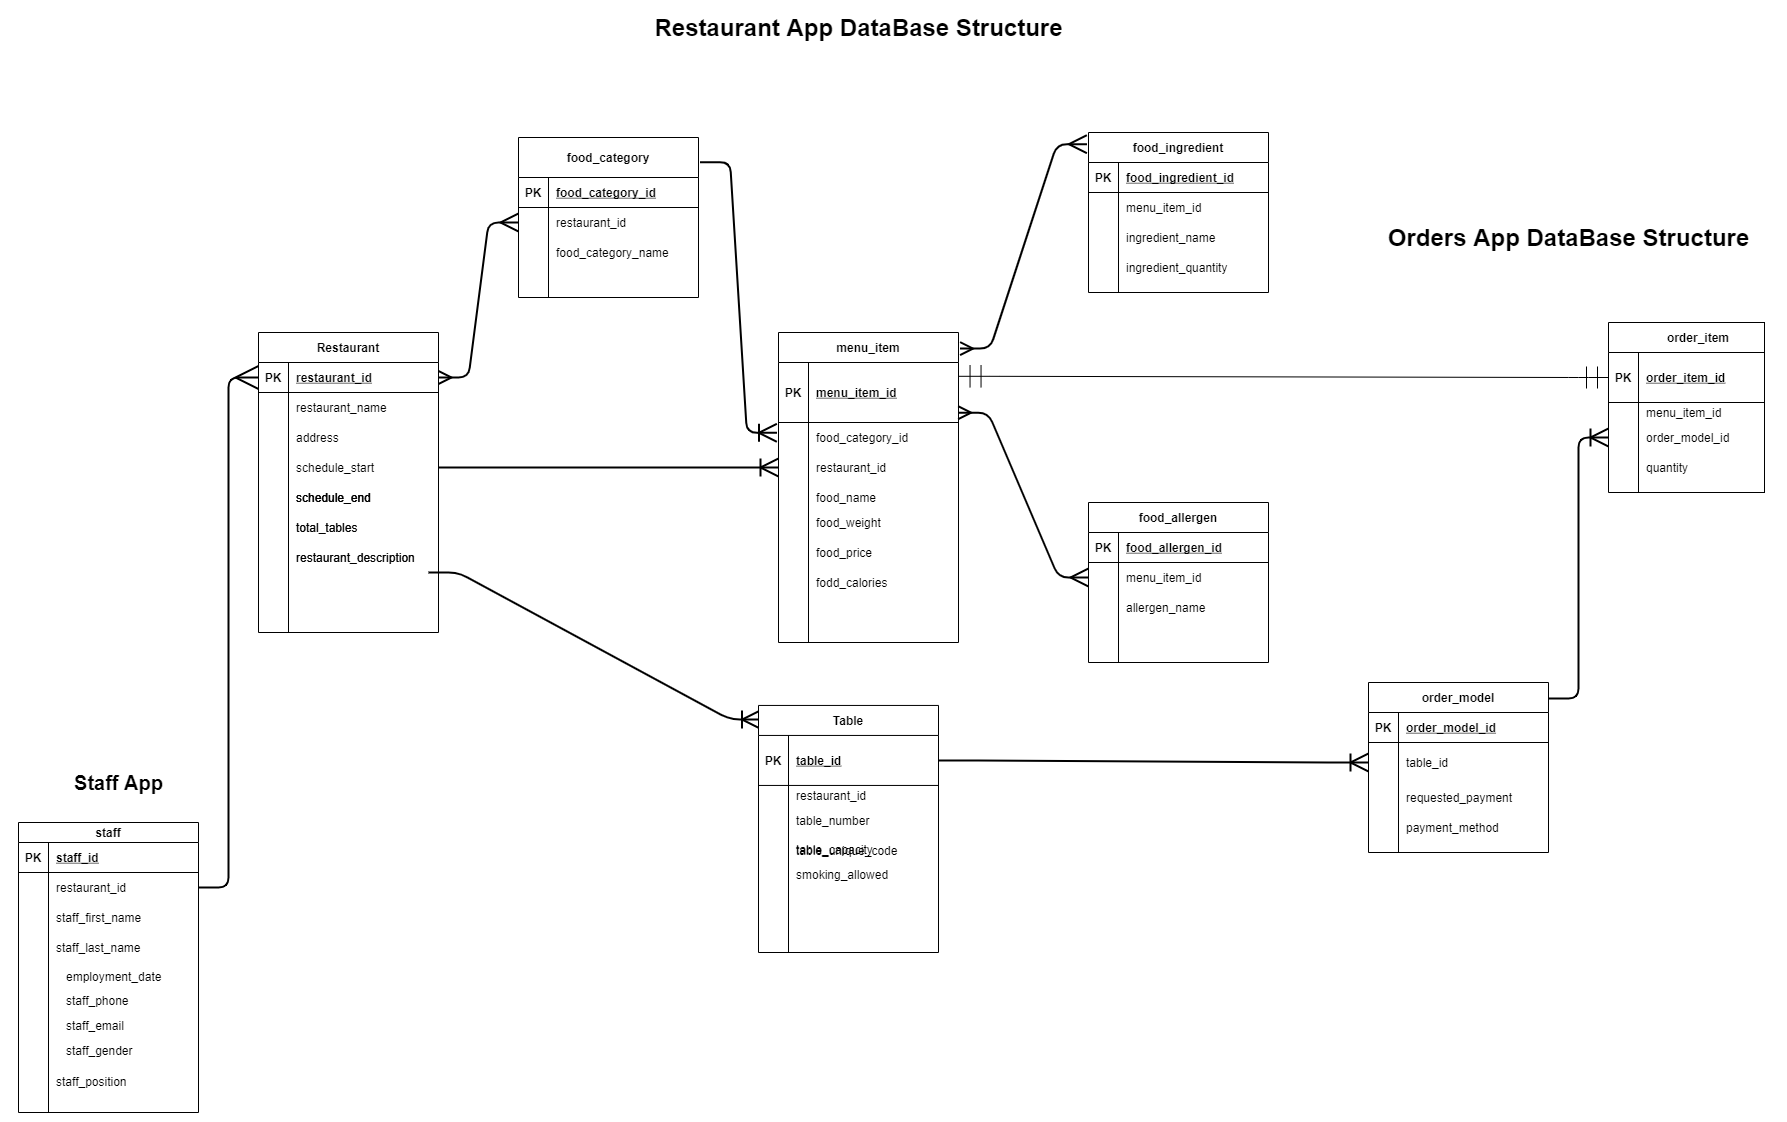 Restaurant App DataBase Structure
food_category
PK food_category_id
restaurant_id
food_category_name
food_ingredient
PK food_ingredient_id
menu_item_id
ingredient_name
ingredient_quantity
Orders App DataBase Structure
Restaurant
PK restaurant_id
restaurant_name
address
schedule_start
schedule_end
total_tables
restaurant_description
menu_item
PK menu_item_id
food_category_id
restaurant_id
food_name
food_weight
food_price
fodd_calories
order_item
PK order_item_id
menu_item_id
order_model_id
quantity
food_allergen
PK food_allergen_id
menu_item_id
allergen_name
Table
PK table_id
restaurant_id
table_number
table_capacity
table_unique_code
smoking_allowed
order_model
PK order_model_id
table_id
requested_payment
payment_method
Staff App
staff
PK staff_id
restaurant_id
staff_first_name
staff_last_name
employment_date
staff_phone
staff_email
staff_gender
staff_position